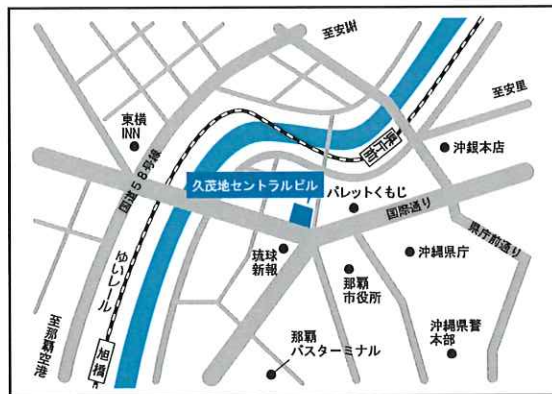 至安謝
至安里
東横
INN
県庁前
沖銀本店
国道58号線
久茂地セントラルビル
パレットくもじ
国際通り
県庁前通り
ゆいレール
琉球
新報
沖縄県庁
那覇
市役所
至那覇空港
旭橋
那覇
バスターミナル
沖縄県警
本部